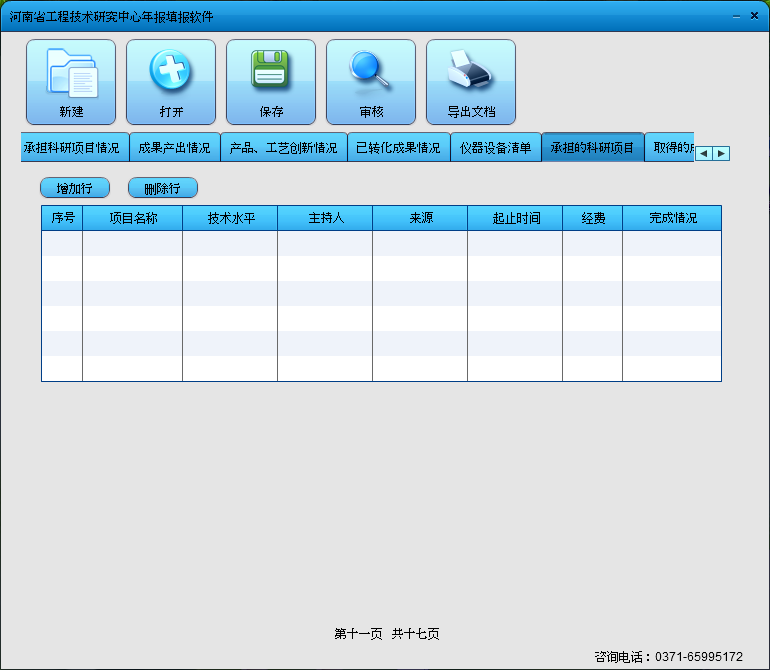 河南省工程技术研究中心年报填报软件
新建 打开 保存 审核 导出文档
承担科研项目情况 成果产出情况 产品、工艺创新情况 已转化成果情况 仪器设备清单 承担的科研项目 取得的
增加行 删除行
序号 项目名称 技术水平 主持人 来源 起止时间 经费 完成情况
第十一页 共十七页
咨询电话：0371-65995172